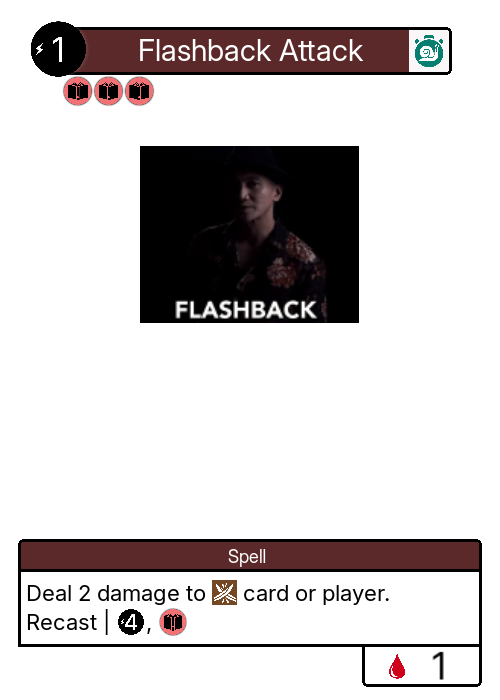 1 Flashback Attack
FLASHBACK
Spell
Deal 2 damage to card or player.
Recast | 4,
1